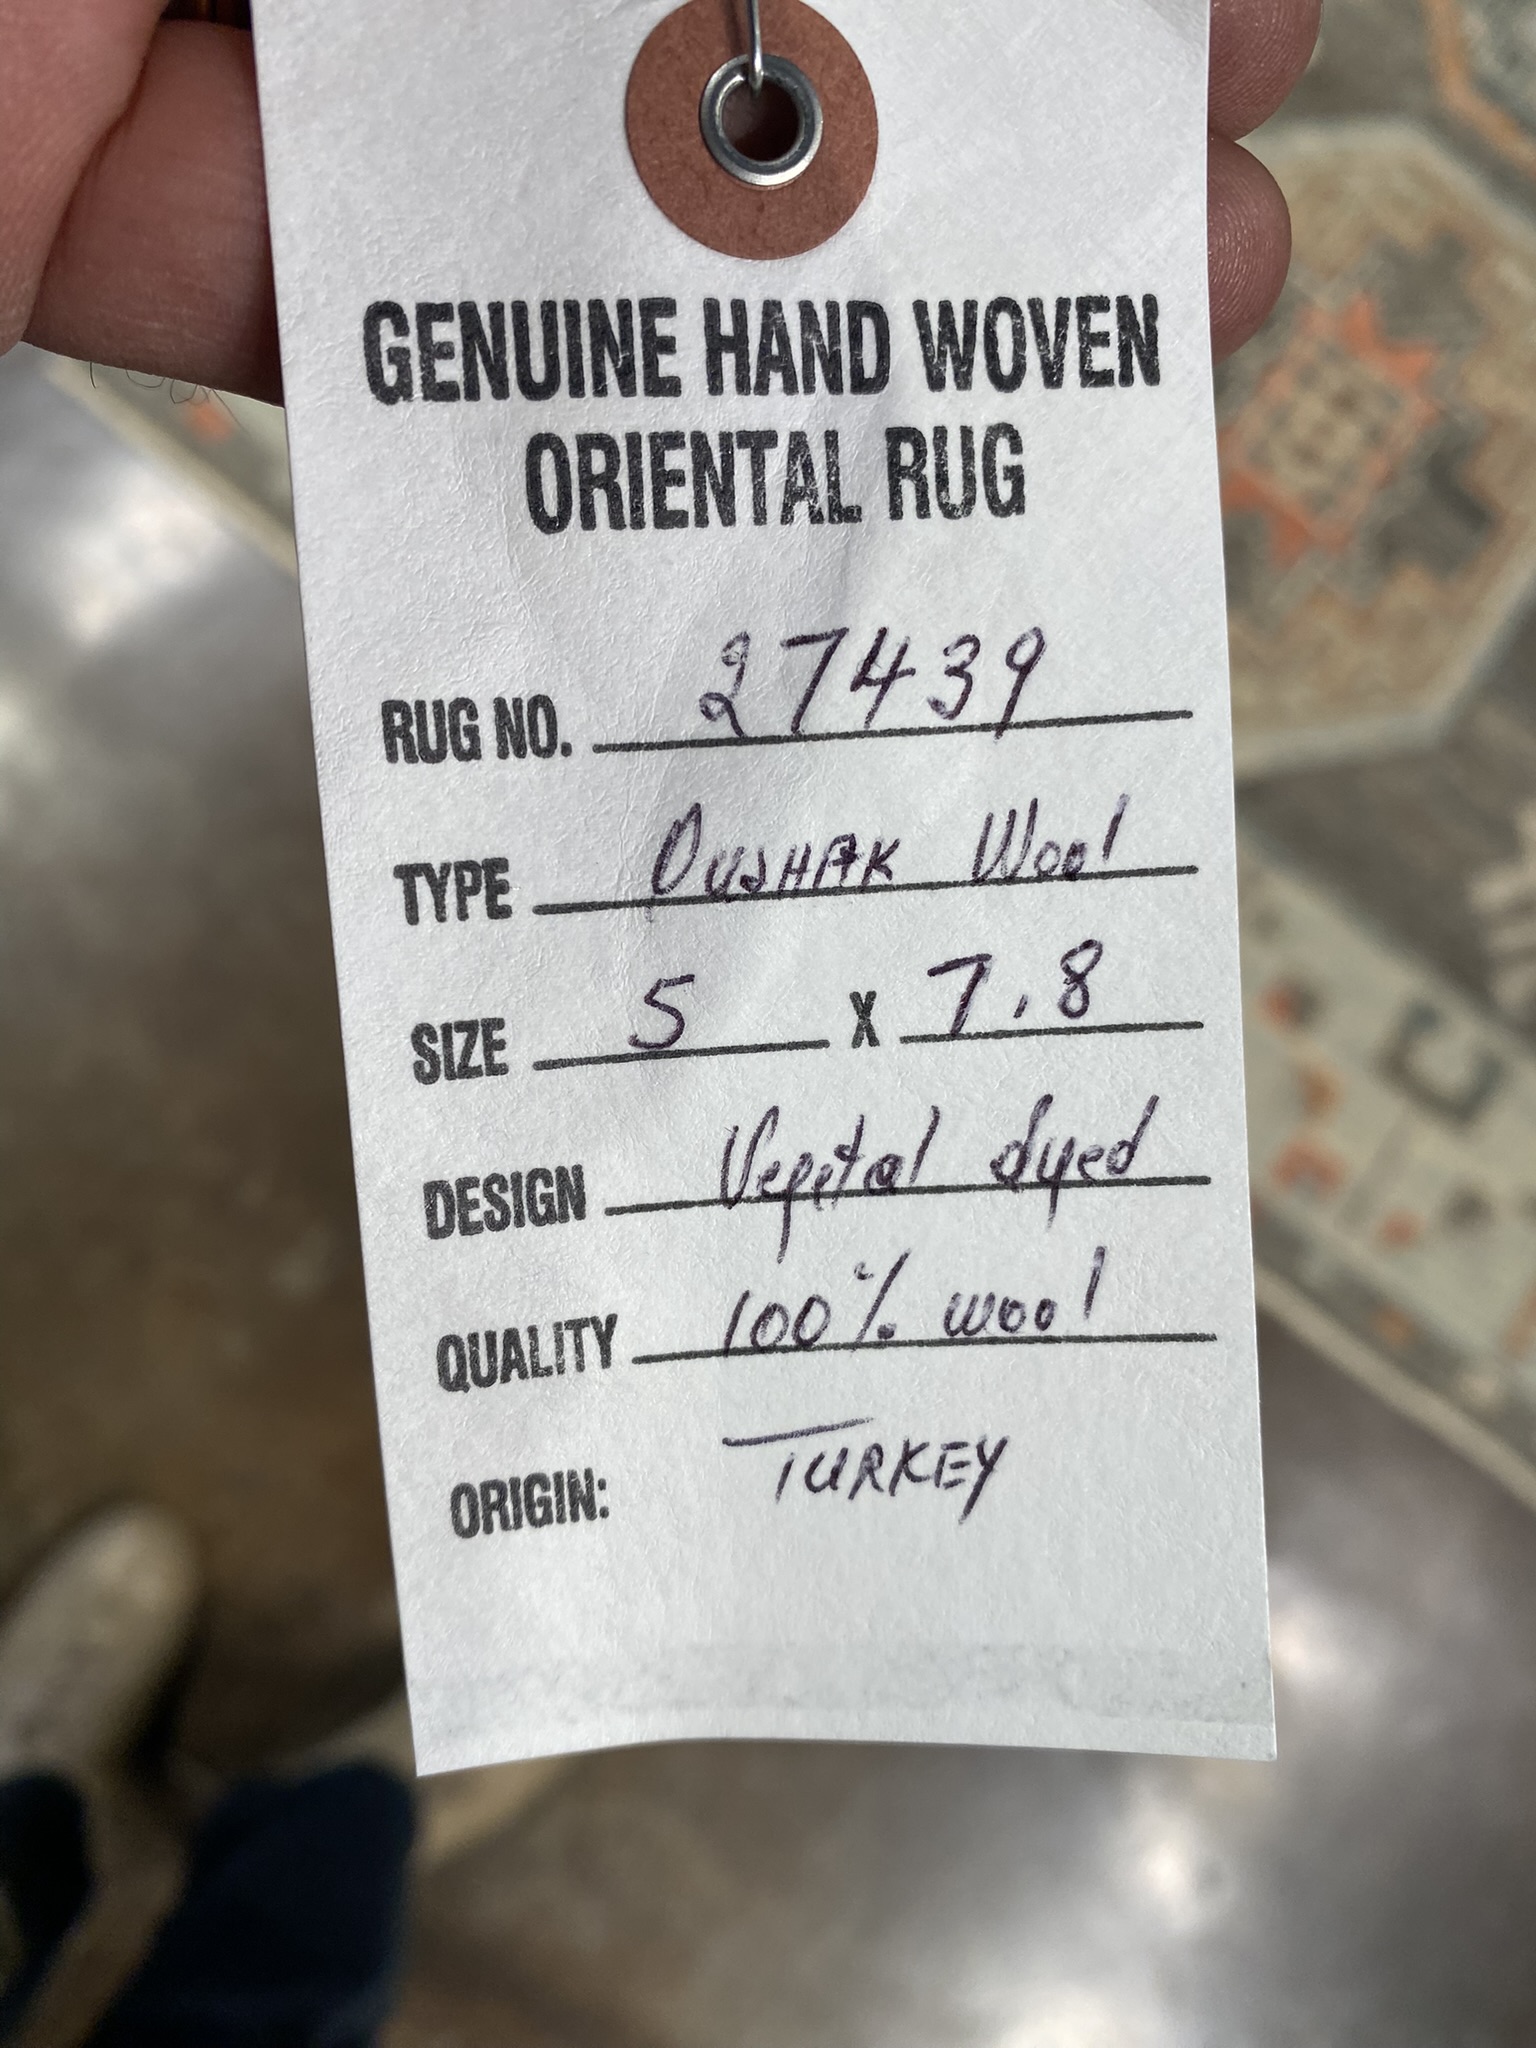 GENUINE HAND WOVEN
ORIENTAL RUG
RUG NO. 27439
TYPE OUSHAK Wool
SIZE 5 X 7.8
DESIGN Vegetal dyed
QUALITY 100% wool
ORIGIN: TURKEY